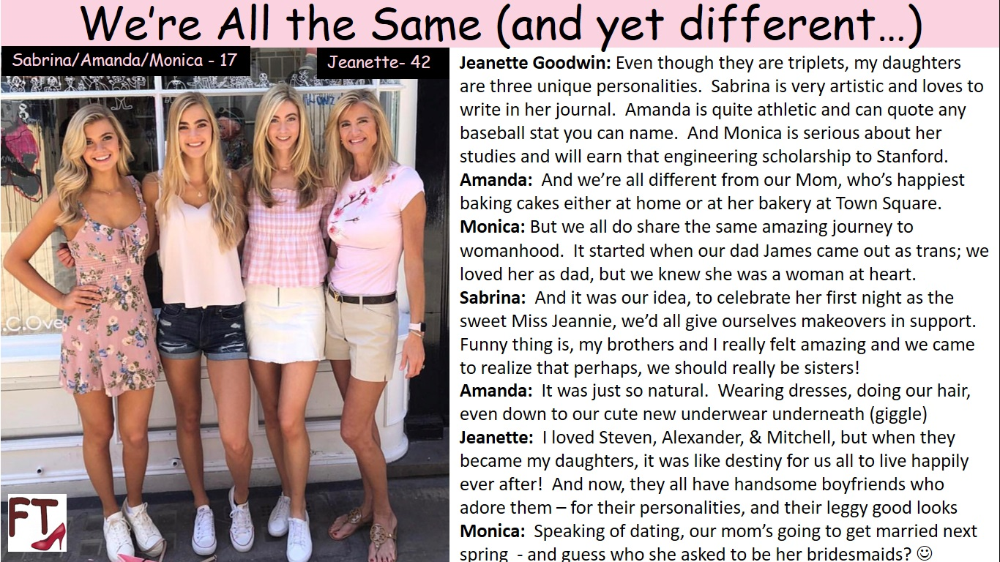 We're All the Same (and yet different…)
Sabrina/Amanda/Monica - 17
Jeanette- 42
Jeanette Goodwin: Even though they are triplets, my daughters
are three unique personalities.  Sabrina is very artistic and loves to
write in her journal.  Amanda is quite athletic and can quote any
baseball stat you can name.  And Monica is serious about her
studies and will earn that engineering scholarship to Stanford.
Amanda:  And we're all different from our Mom, who's happiest
baking cakes either at home or at her bakery at Town Square.
Monica: But we all do share the same amazing journey to
womanhood.  It started when our dad James came out as trans; we
loved her as dad, but we knew she was a woman at heart.
Sabrina:  And it was our idea, to celebrate her first night as the
sweet Miss Jeannie, we'd all give ourselves makeovers in support.
Funny thing is, my brothers and I really felt amazing and we came
to realize that perhaps, we should really be sisters!
Amanda:  It was just so natural.  Wearing dresses, doing our hair,
even down to our cute new underwear underneath (giggle)
Jeanette:  I loved Steven, Alexander, & Mitchell, but when they
became my daughters, it was like destiny for us all to live happily
ever after!  And now, they all have handsome boyfriends who
adore them – for their personalities, and their leggy good looks
Monica:  Speaking of dating, our mom's going to get married next
spring  - and guess who she asked to be her bridesmaids? ☺
.C.Ove
FT